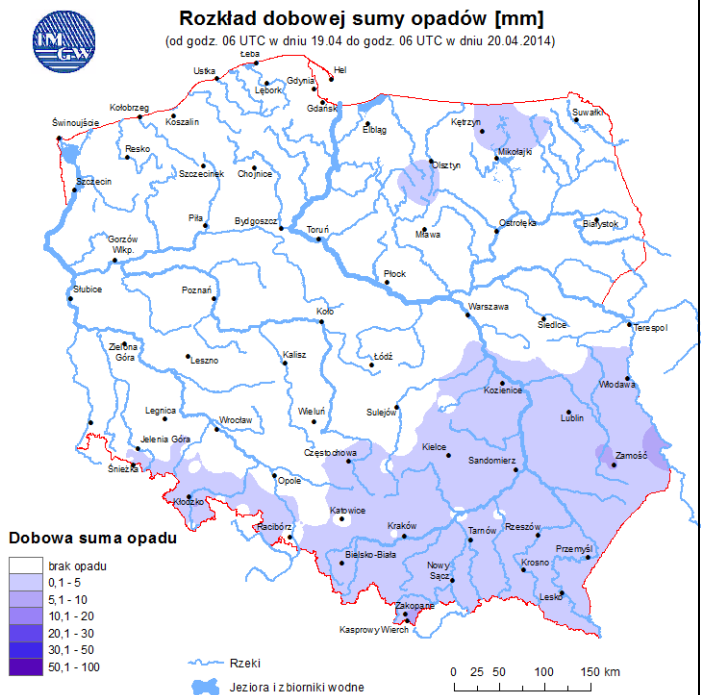 Rozkład dobowej sumy opadów [mm]
(od godz. 06 UTC w dniu 19.04 do godz. 06 UTC w dniu 20.04.2014)
IM
GW
Łeba
Ustka
Hel
Gdynia
Lębork
Gdańsk
Kołobrzeg
Koszalin
Świnoujście
Elbląg
Kętrzyn
Suwałki
Resko
Mikołajki
Olsztyn
Szczecinek
Chojnice
Szczecin
Piła
Bydgoszcz
Toruń
Mława
Ostrołęka
Białystok
Gorzów
Wlkp.
Płock
Słubice
Poznań
Koło
Warszawa
Siedlce
Terespol
Zielona
Góra
Leszno
Kalisz
Łódź
Kozienice
Włodawa
Legnica
Wrocław
Wieluń
Sulejów
Lublin
Jelenia Góra
Częstochowa
Kielce
Sandomierz
Zamość
Śnieżka
Opole
Kłodzko
Katowice
Racibórz
Kraków
Tarnów
Rzeszów
Przemyśl
Bielsko-Biała
Nowy
Sącz
Krosno
Lesko
Zakopane
Kasprowy Wierch
Dobowa suma opadu
brak opadu
0,1 - 5
5,1 - 10
10,1 - 20
20,1 - 30
30,1 - 50
50,1 - 100
Rzeki
Jeziora i zbiorniki wodne
0 25 50 100 150 km